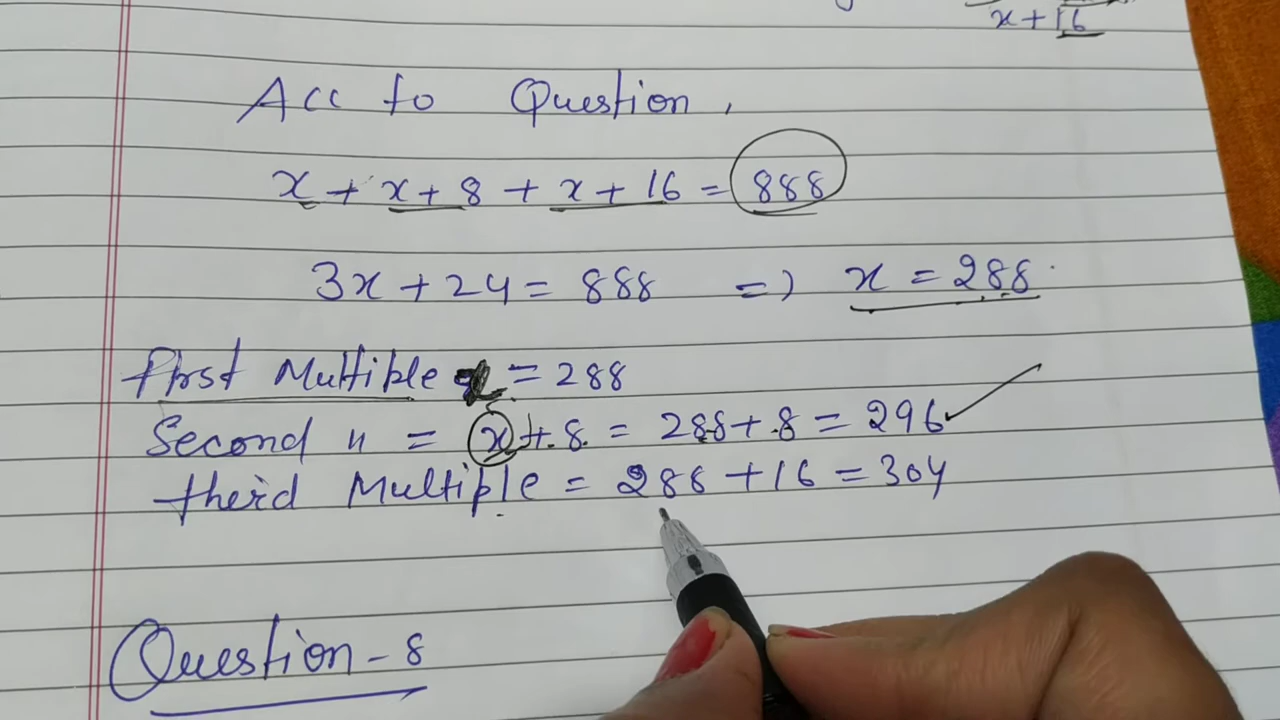 x+16
Acc to Question,
x + x + 8 + x + 16 = 888
3x + 24 = 888 => x = 288
First Multiple x = 288
Second " = x + 8 = 288 + 8 = 296
therd Multiple = 288 + 16 = 304
Question - 8